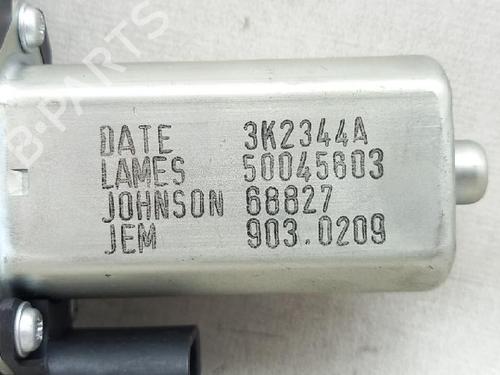 B-PARTS
DATE 3K2344A
LAMES 50045803
JOHNSON 68827
JEM 903.0209